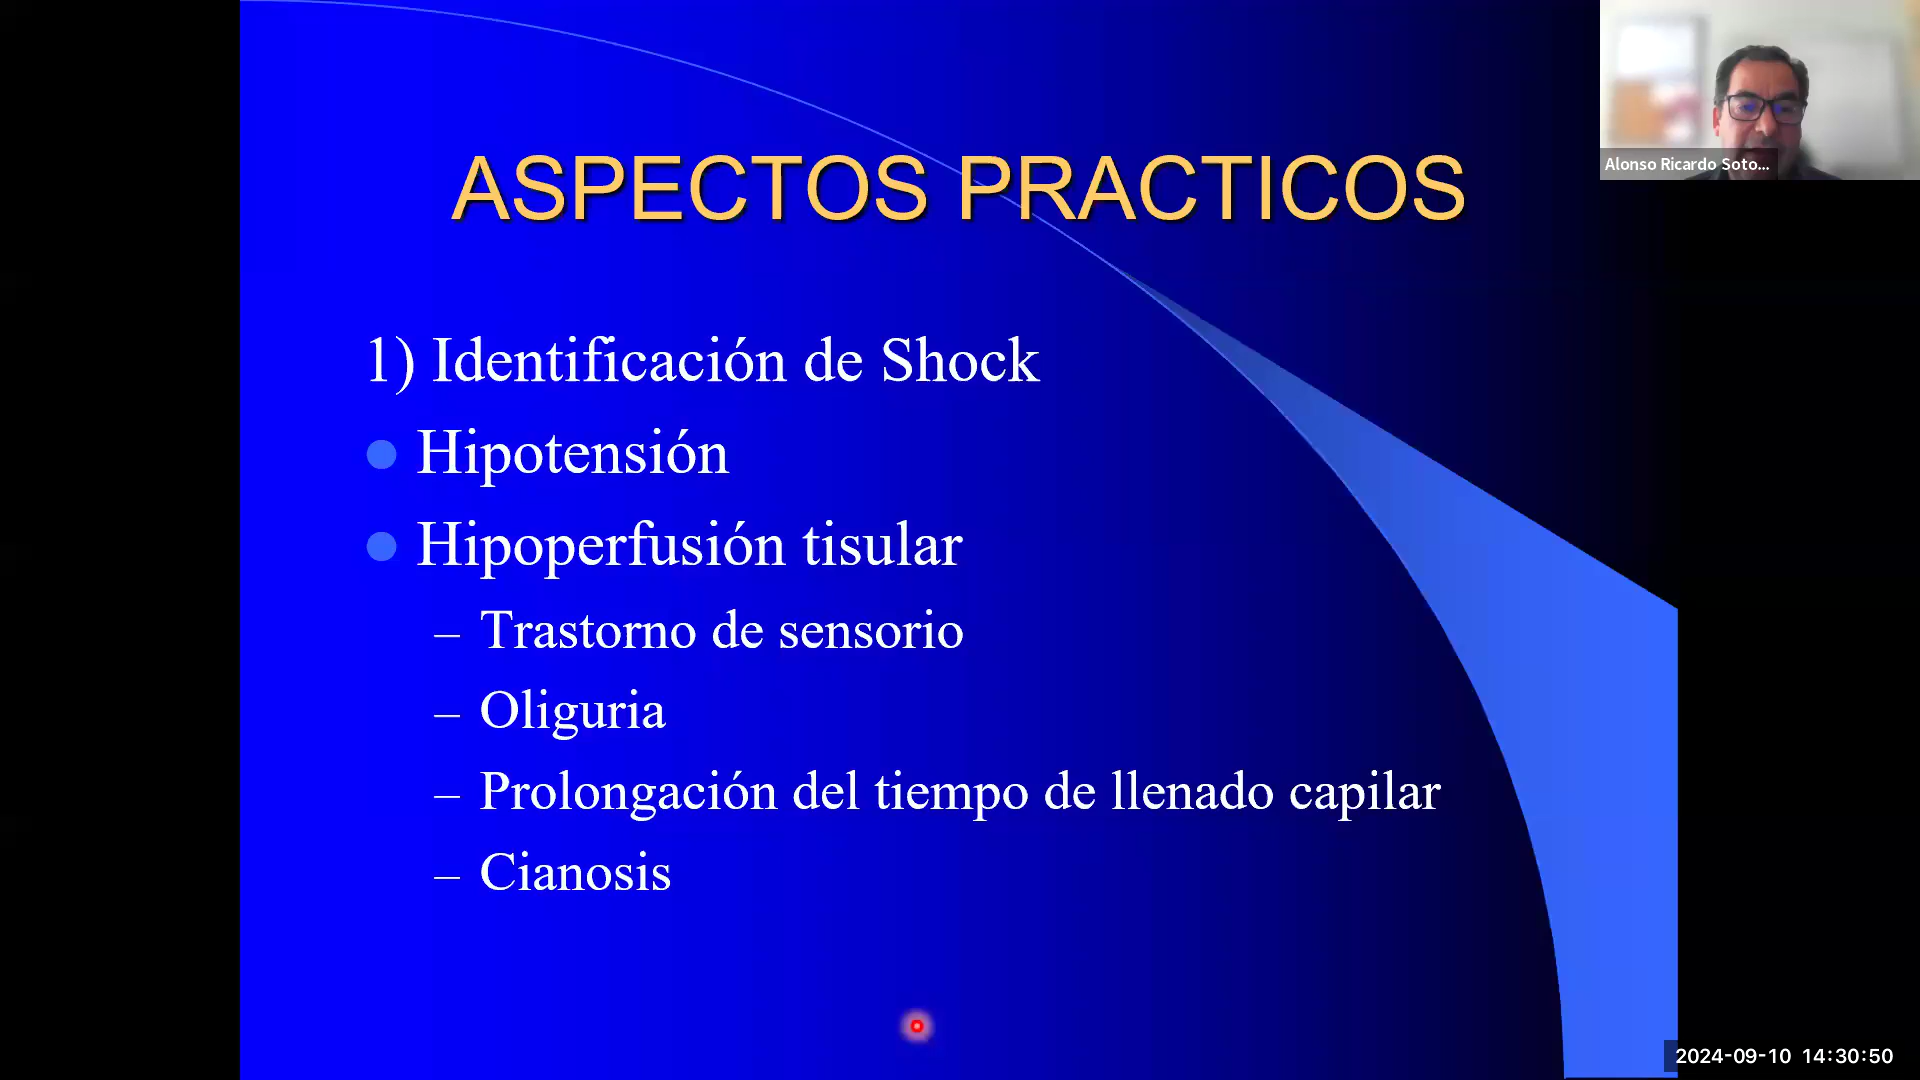 ASPECTOS PRACTICOS
1) Identificación de Shock
Hipotensión
Hipoperfusión tisular
– Trastorno de sensorio
– Oliguria
– Prolongación del tiempo de llenado capilar
– Cianosis
Alonso Ricardo Soto...
2024-09-10 14:30:50